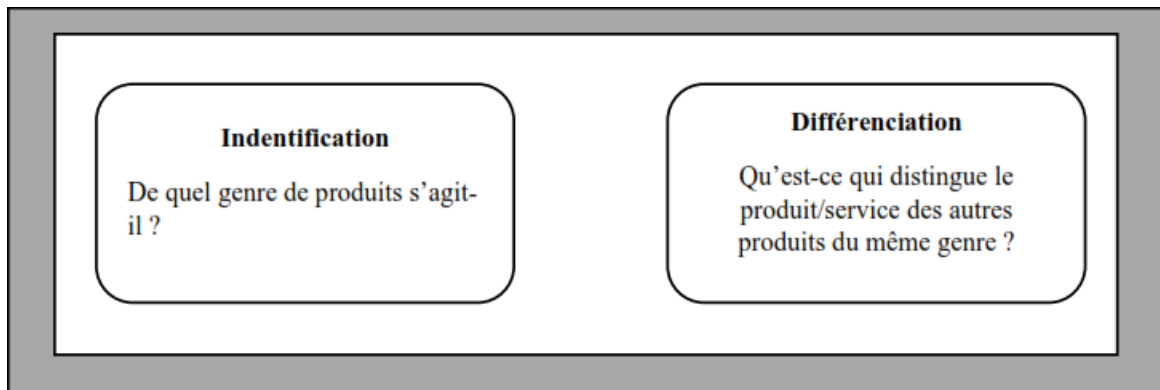 Indentification
De quel genre de produits s’agit-
il ?
Différenciation
Qu’est-ce qui distingue le
produit/service des autres
produits du même genre ?